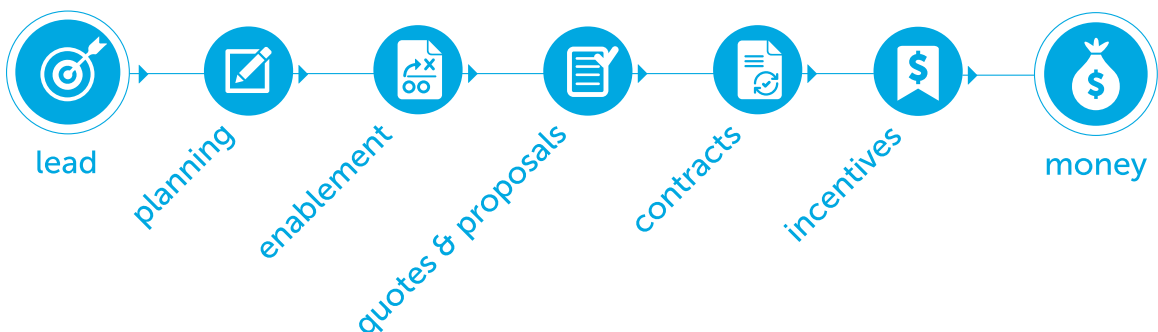 lead
planning
enablement
quotes & proposals
contracts
incentives
money
$
$